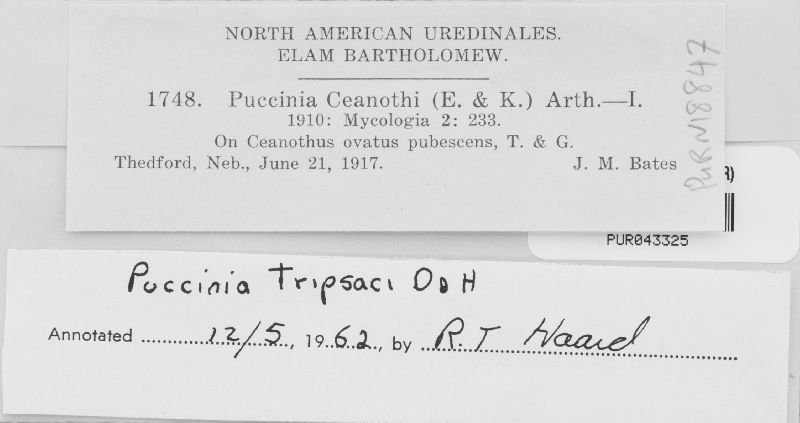 NORTH AMERICAN UREDINALES.
ELAM BARTHOLOMEW.
1748. Puccinia Ceanothi (E. & K.) Arth.—I.
1910: Mycologia 2: 233.
On Ceanothus ovatus pubescens, T. & G.
Thedford, Neb., June 21, 1917. J. M. Bates
PURN18847
R)
PUR043325
Puccinia Tripsaci D D H
Annotated 12/5, 1962, by R. T Haard